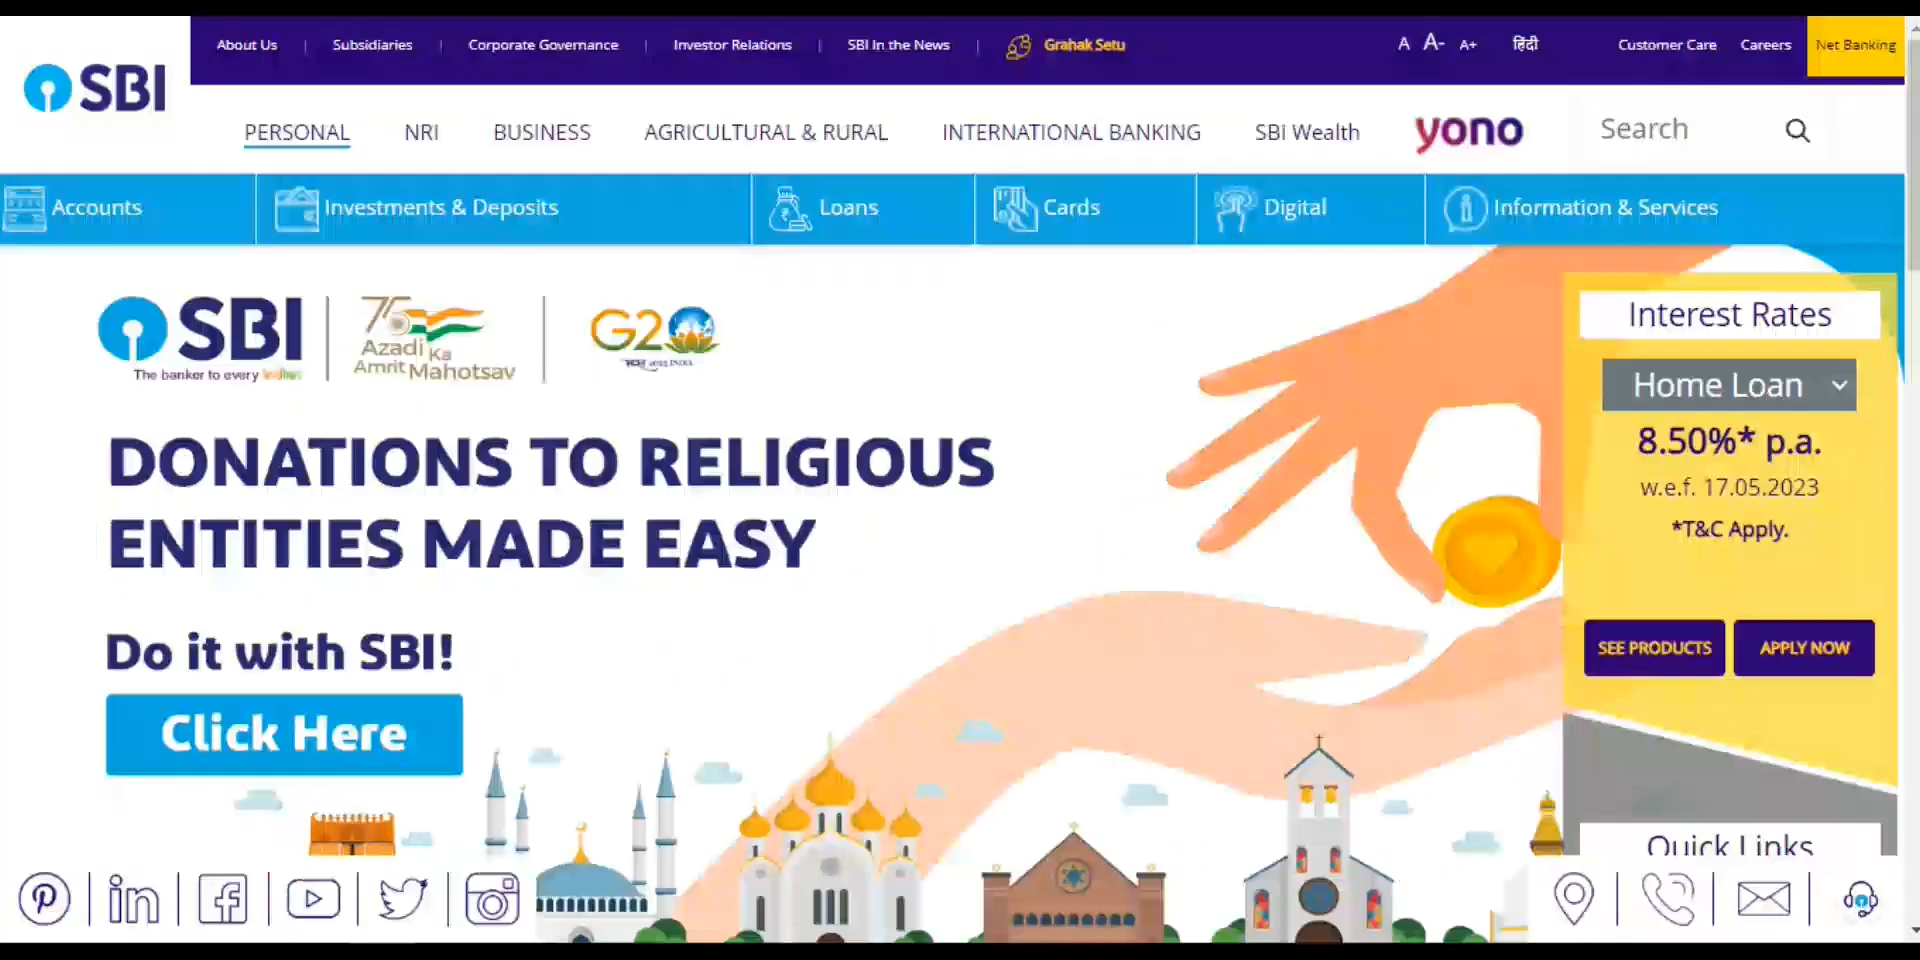 About Us
Subsidiaries
Corporate Governance
Investor Relations
SBI In the News
Grahak Setu
A A- A+
हिंदी
Customer Care
Careers
Net Banking
SBI
PERSONAL
NRI
BUSINESS
AGRICULTURAL & RURAL
INTERNATIONAL BANKING
SBI Wealth
yono
Search
Accounts
Investments & Deposits
Loans
Cards
Digital
Information & Services
SBI
The banker to every Indian
75
Azadi Ka
Amrit Mahotsav
G20
DONATIONS TO RELIGIOUS
ENTITIES MADE EASY
Do it with SBI!
Click Here
Interest Rates
Home Loan
8.50%* p.a.
w.e.f. 17.05.2023
*T&C Apply.
SEE PRODUCTS
APPLY NOW
Quick Links